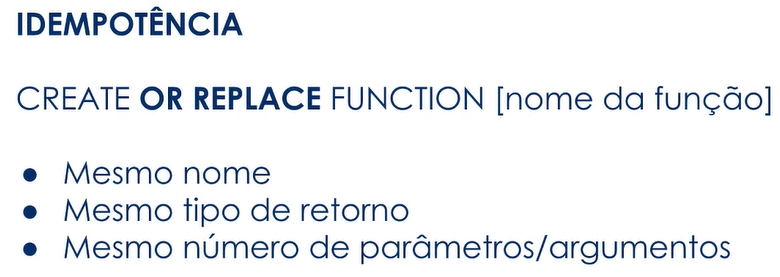 IDEMPOTÊNCIA
CREATE OR REPLACE FUNCTION [nome da função]
● Mesmo nome
● Mesmo tipo de retorno
● Mesmo número de parâmetros/argumentos